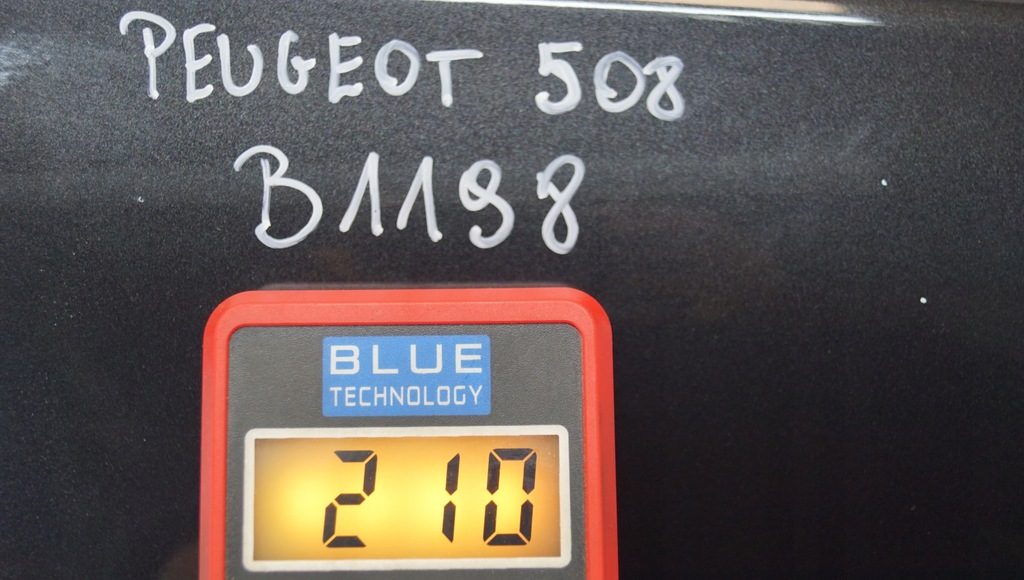 PEUGEOT 508
B1198
BLUE
TECHNOLOGY
210